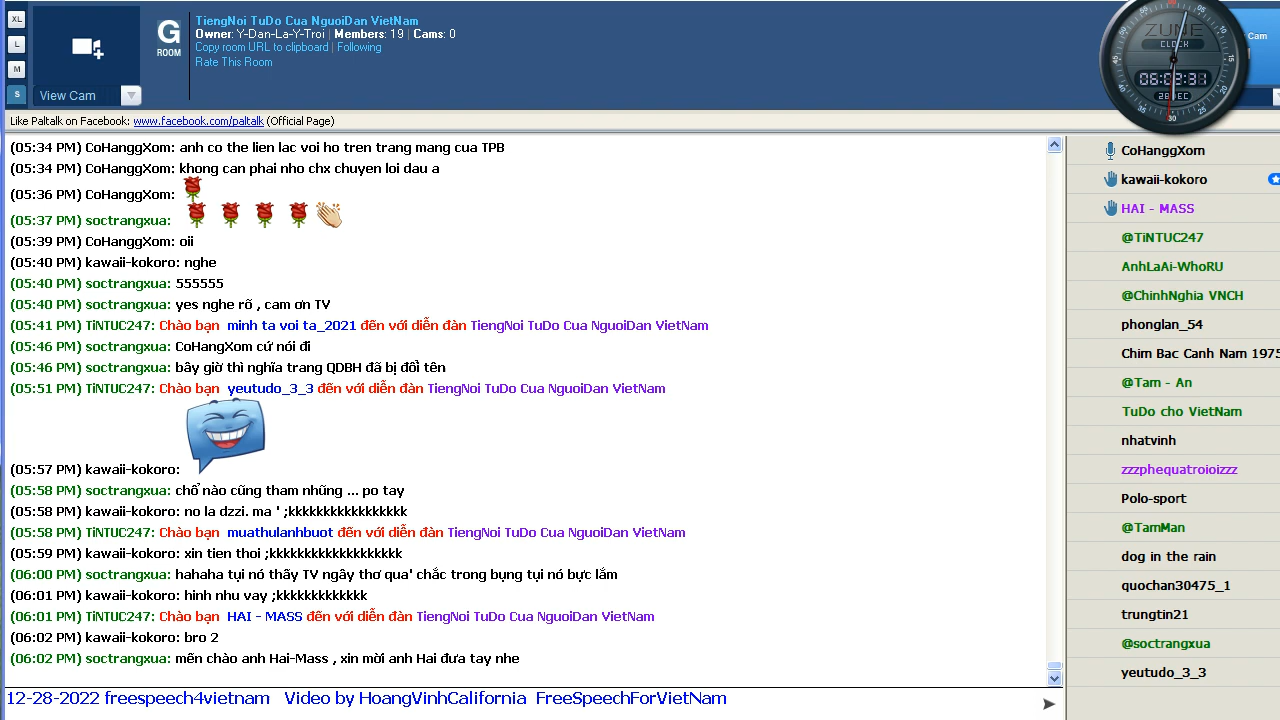 XL
L
M
S
View Cam
G
ROOM
TiengNoi TuDo Cua NguoiDan VietNam
Owner: Y-Dan-La-Y-Troi | Members: 19 | Cams: 0
Copy room URL to clipboard | Following
Rate This Room
ZUNE
CLOCK
06:02:31
28 DEC
Cam
Like Paltalk on Facebook: www.facebook.com/paltalk (Official Page)
(05:34 PM) CoHanggXom: anh co the lien lac voi ho tren trang mang cua TPB
(05:34 PM) CoHanggXom: khong can phai nho chx chuyen loi dau a
(05:36 PM) CoHanggXom:
(05:37 PM) soctrangxua:
(05:39 PM) CoHanggXom: oii
(05:40 PM) kawaii-kokoro: nghe
(05:40 PM) soctrangxua: 555555
(05:40 PM) soctrangxua: yes nghe rõ , cam ơn TV
(05:41 PM) TiNTUC247: Chào bạn minh ta voi ta_2021 đến với diễn đàn TiengNoi TuDo Cua NguoiDan VietNam
(05:46 PM) soctrangxua: CoHangXom cứ nói đi
(05:46 PM) soctrangxua: bây giờ thì nghĩa trang QDBH đã bị đổi tên
(05:51 PM) TiNTUC247: Chào bạn yeutudo_3_3 đến với diễn đàn TiengNoi TuDo Cua NguoiDan VietNam
(05:57 PM) kawaii-kokoro:
(05:58 PM) soctrangxua: chổ nào cũng tham nhũng ... po tay
(05:58 PM) kawaii-kokoro: no la dzzi. ma ' ;kkkkkkkkkkkkkkkkk
(05:58 PM) TiNTUC247: Chào bạn muathulanhbuot đến với diễn đàn TiengNoi TuDo Cua NguoiDan VietNam
(05:59 PM) kawaii-kokoro: xin tien thoi ;kkkkkkkkkkkkkkkkkkk
(06:00 PM) soctrangxua: hahaha tụi nó thấy TV ngây thơ qua' chắc trong bụng tụi nó bực lắm
(06:01 PM) kawaii-kokoro: hinh nhu vay ;kkkkkkkkkkkkk
(06:01 PM) TiNTUC247: Chào bạn HAI - MASS đến với diễn đàn TiengNoi TuDo Cua NguoiDan VietNam
(06:02 PM) kawaii-kokoro: bro 2
(06:02 PM) soctrangxua: mến chào anh Hai-Mass , xin mời anh Hai đưa tay nhe
12-28-2022 freespeech4vietnam Video by HoangVinhCalifornia FreeSpeechForVietNam
CoHanggXom
kawaii-kokoro
HAI - MASS
@TiNTUC247
AnhLaAi-WhoRU
@ChinhNghia VNCH
phonglan_54
Chim Bac Canh Nam 1975
@Tam - An
TuDo cho VietNam
nhatvinh
zzzphequatroioizzz
Polo-sport
@TamMan
dog in the rain
quochan30475_1
trungtin21
@soctrangxua
yeutudo_3_3